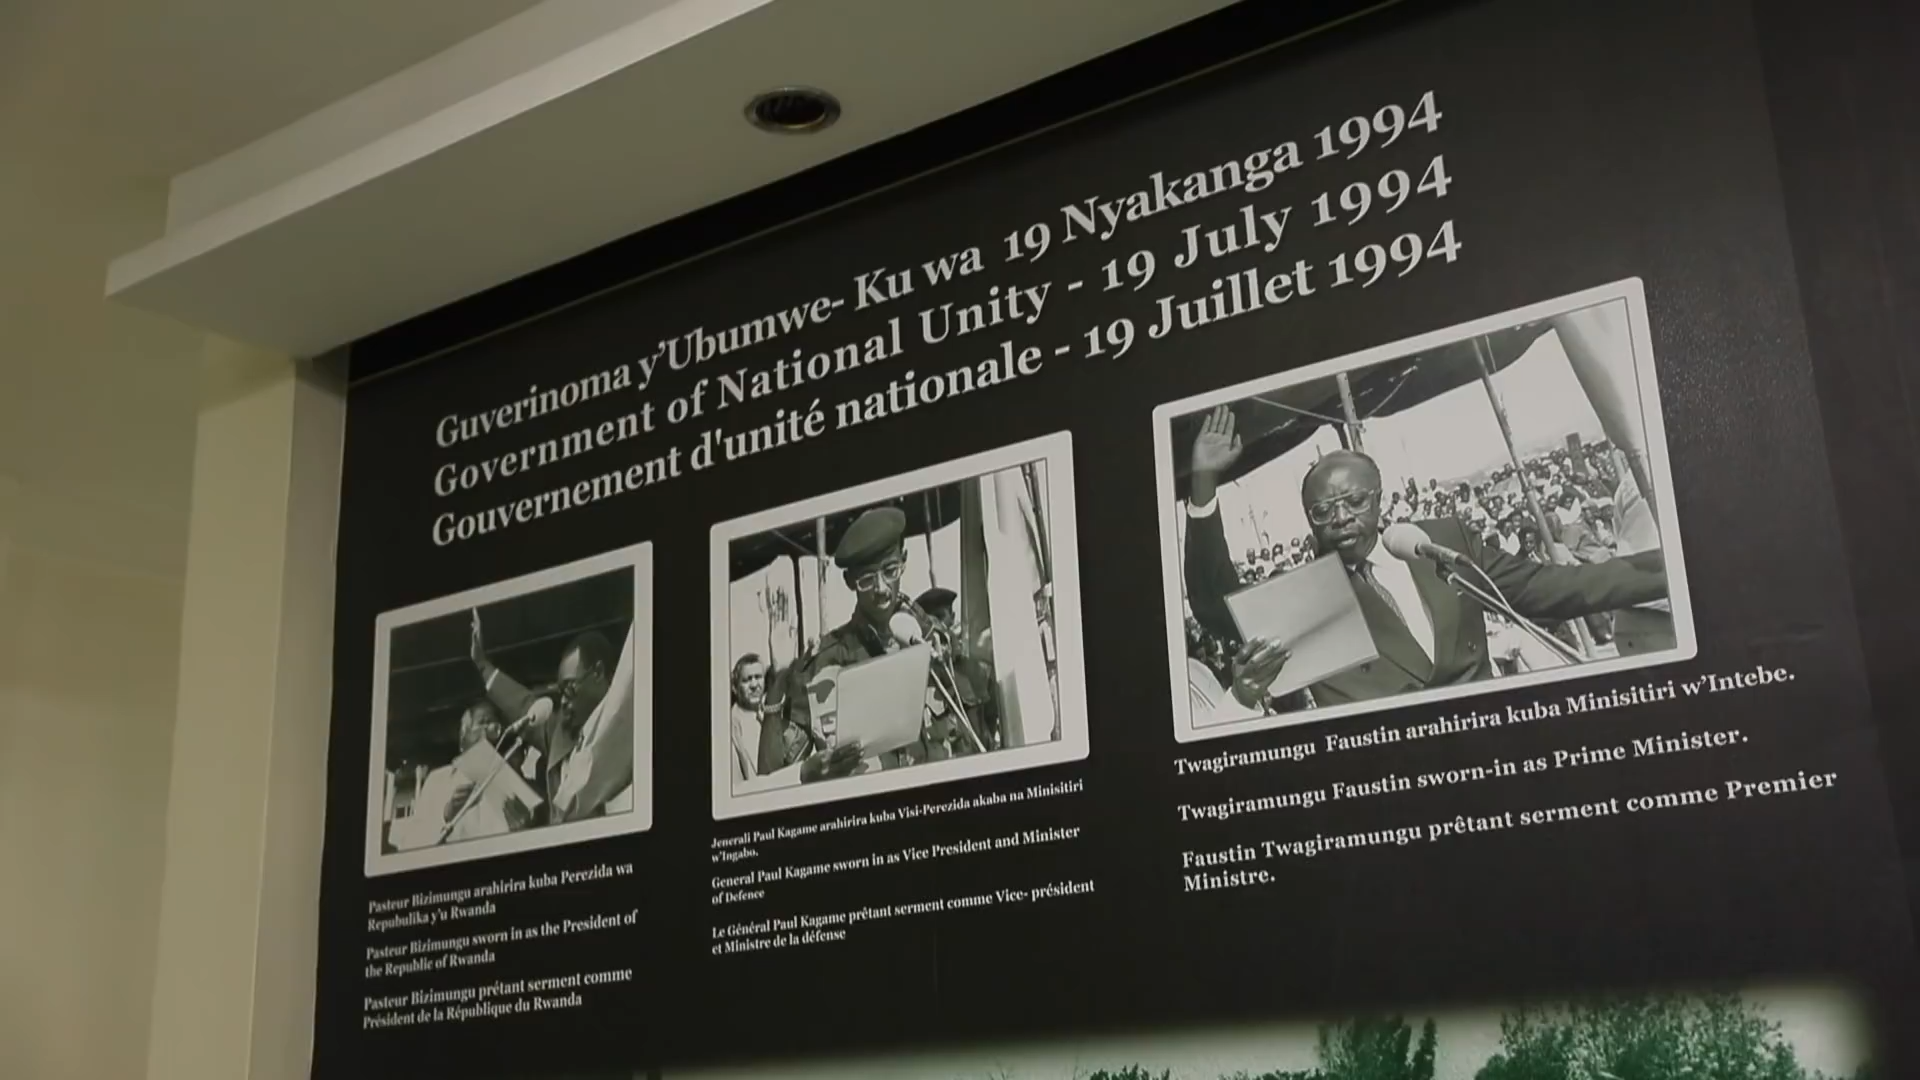 Guverinoma y'Ubumwe- Ku wa 19 Nyakanga 1994
Government of National Unity - 19 July 1994
Gouvernement d'unité nationale - 19 Juillet 1994
Pasteur Bizimungu arahirira kuba Perezida wa
Repubulika y'u Rwanda
Pasteur Bizimungu sworn in as the President of
the Republic of Rwanda
Pasteur Bizimungu prétant serment comme
Président de la République du Rwanda
Jenerali Paul Kagame arahirira kuba Visi-Perezida akaba na Minisitiri
w'Ingabo.
General Paul Kagame sworn in as Vice President and Minister
of Defence
Le Général Paul Kagame prêtant serment comme Vice- président
et Ministre de la défense
Twagiramungu Faustin arahirira kuba Minisitiri w'Intebe.
Twagiramungu Faustin sworn-in as Prime Minister.
Faustin Twagiramungu prêtant serment comme Premier
Ministre.